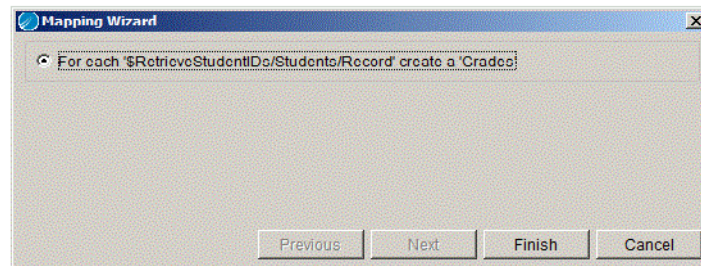 Mapping Wizard
For each '$RetrieveStudentIDs/Students/Record' create a 'Grades'
Previous Next Finish Cancel